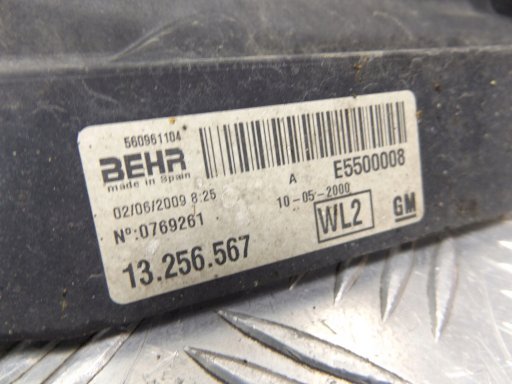 560961104
BEHR
made in Spain
A E5500008
02/06/2009 8:25 10-05-2000
Nº:0769261 WL2 GM
13.256.567